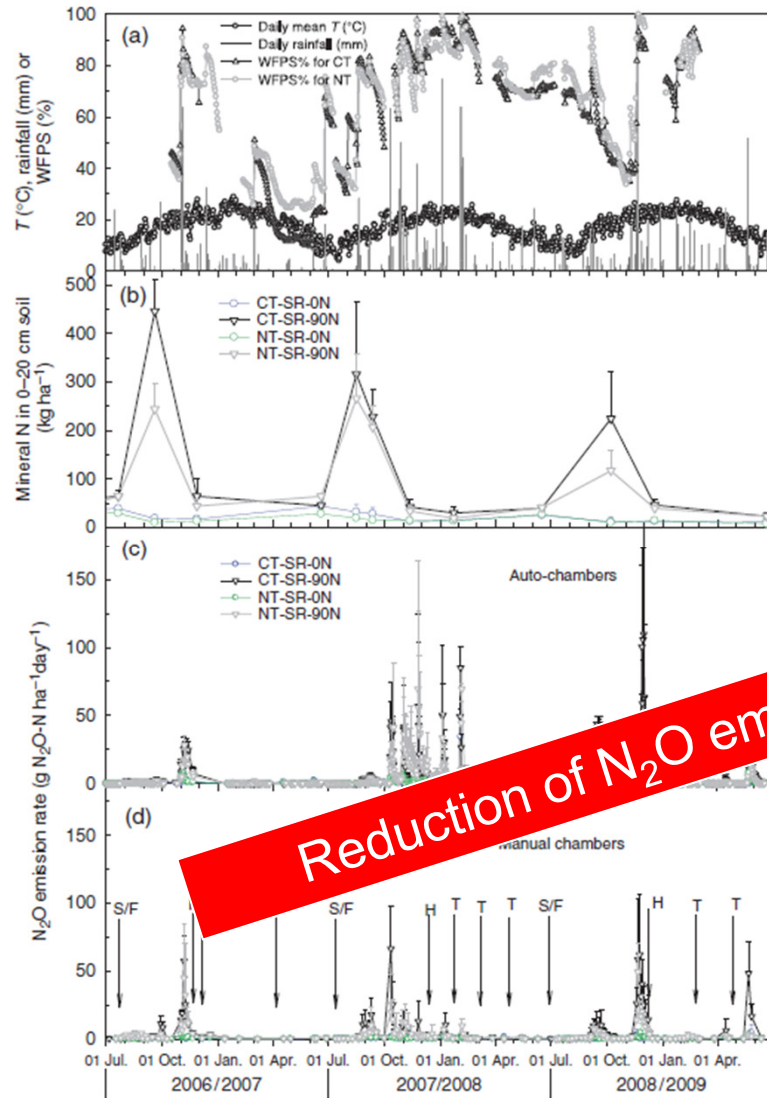 (a)
Daily mean T (°C)
Daily rainfall (mm)
WFPS% for CT
WFPS% for NT
T (°C), rainfall (mm) or
WFPS (%)
100
80
60
40
20
0
(b)
CT-SR-0N
CT-SR-90N
NT-SR-0N
NT-SR-90N
Mineral N in 0–20 cm soil
(kg ha⁻¹)
500
400
300
200
100
0
(c)
CT-SR-0N
CT-SR-90N
NT-SR-0N
NT-SR-90N
Auto-chambers
150
100
50
0
N₂O emission rate (g N₂O-N ha⁻¹day⁻¹)
Reduction of N₂O em
(d)
Manual chambers
150
100
50
0
S/F
S/F
H
T
T
T
S/F
H
T
T
01 Jul.
01 Oct.
01 Jan.
01 Apr.
01 Jul.
01 Oct.
01 Jan.
01 Apr.
01 Jul.
01 Oct.
01 Jan.
01 Apr.
2006/2007
2007/2008
2008/2009